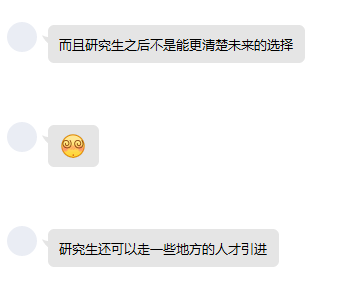 而且研究生之后不是能更清楚未来的选择
研究生还可以走一些地方的人才引进